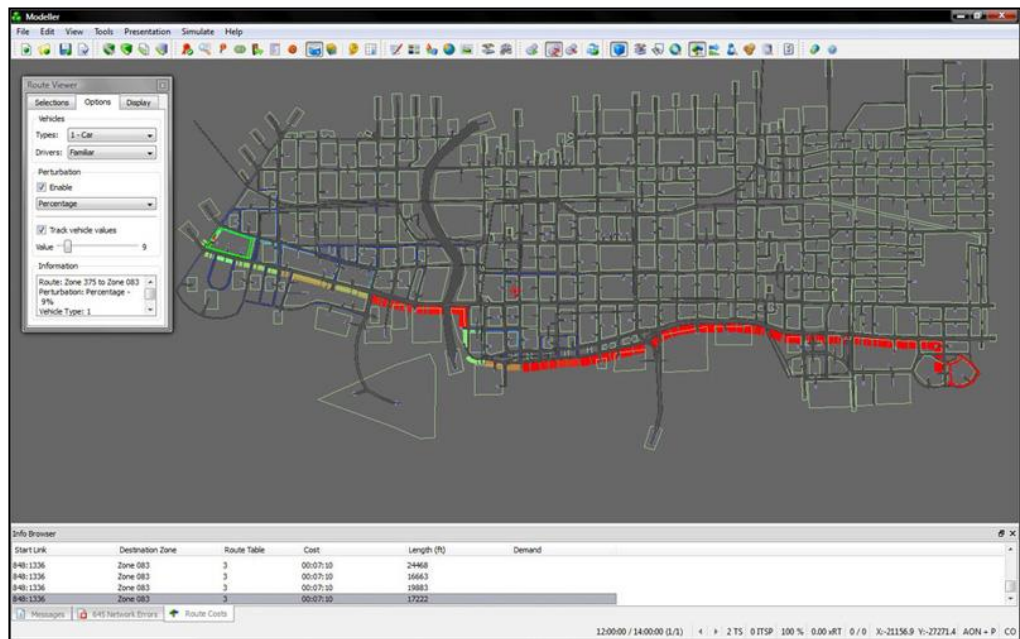 Modeller
File Edit View Tools Presentation Simulate Help
Route Viewer
Selections Options Display
Vehicles
Types: 1 - Car
Drivers: Familiar
Perturbation
Enable
Percentage
Track vehicle values
Value 9
Information
Route: Zone 375 to Zone 083
Perturbation: Percentage -
9%
Vehicle Type: 1
Info Browser
Start Link Destination Zone Route Table Cost Length (ft) Demand
848:1336 Zone 083 3 00:07:10 24468
848:1336 Zone 083 3 00:07:10 16663
848:1336 Zone 083 3 00:07:10 19883
848:1336 Zone 083 3 00:07:10 17222
Messages 645 Network Errors Route Costs
12:00:00 / 14:00:00 (1/1) 2 TS 0 ITSP 100 % 0.00 xRT 0 / 0 X:-21156.9 Y:-27271.4 AON + P CO